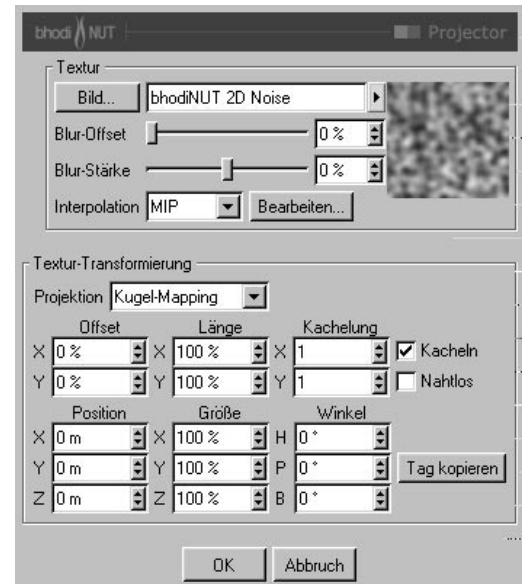 bhodi NUT Projector
Textur
Bild... bhodiNUT 2D Noise
Blur-Offset 0 %
Blur-Stärke 0 %
Interpolation MIP Bearbeiten...
Textur-Transformierung
Projektion Kugel-Mapping
Offset Länge Kachelung
X 0 % X 100 % X 1 Kacheln
Y 0 % Y 100 % Y 1 Nahtlos
Position Größe Winkel
X 0 m X 100 % H 0 °
Y 0 m Y 100 % P 0 ° Tag kopieren
Z 0 m Z 100 % B 0 °
OK Abbruch